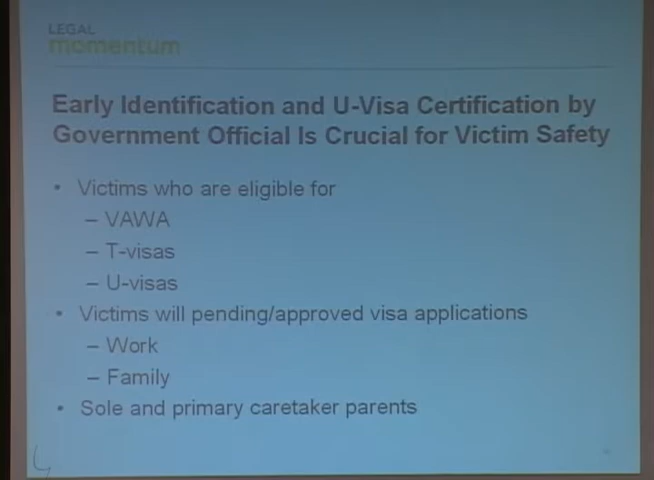 LEGAL
momentum
Early Identification and U-Visa Certification by
Government Official Is Crucial for Victim Safety
• Victims who are eligible for
– VAWA
– T-visas
– U-visas
• Victims will pending/approved visa applications
– Work
– Family
• Sole and primary caretaker parents